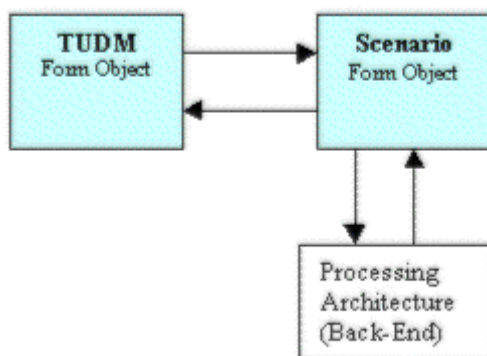 TUDM
Form Object
Scenario
Form Object
Processing
Architecture
(Back-End)